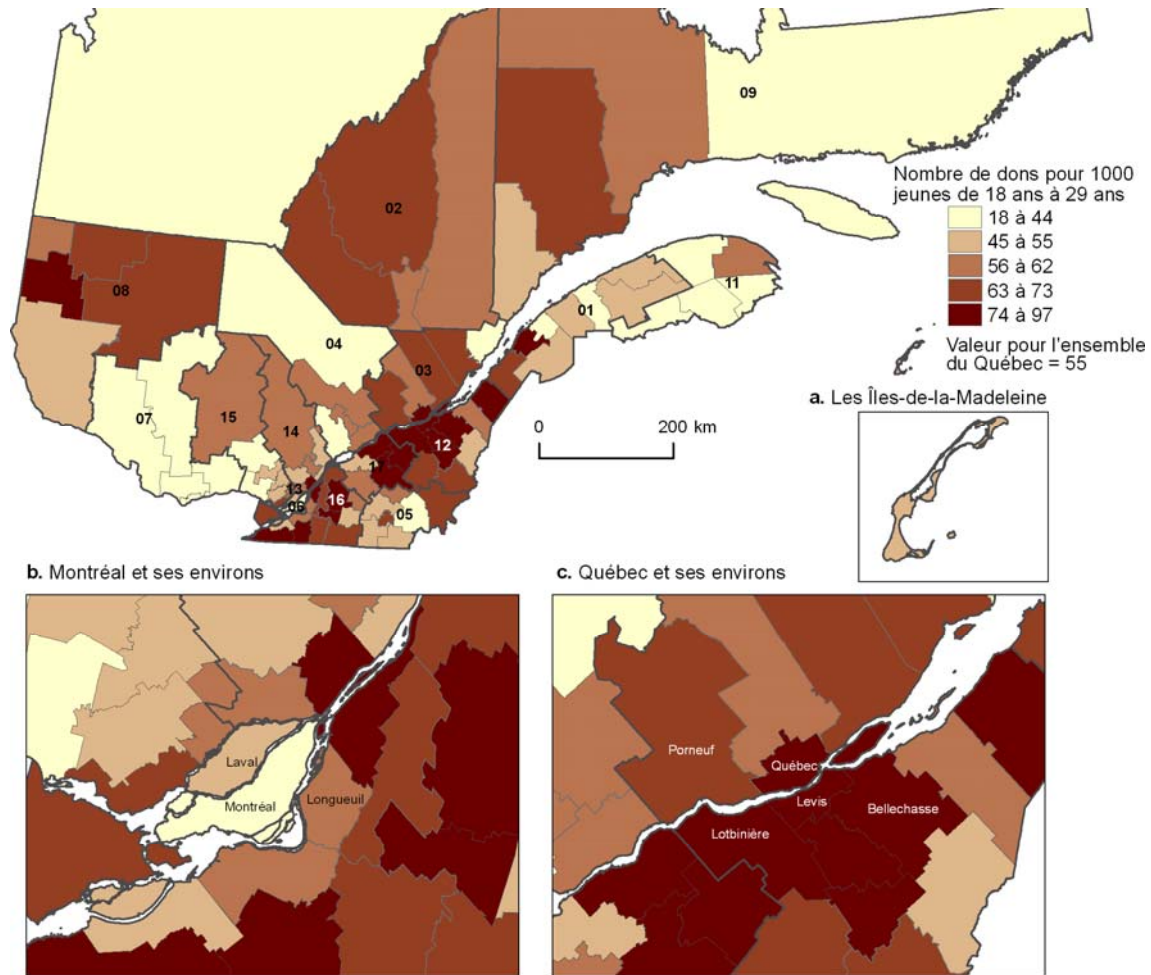 09
Nombre de dons pour 1000
jeunes de 18 ans à 29 ans
18 à 44
45 à 55
56 à 62
63 à 73
74 à 97
Valeur pour l'ensemble
du Québec = 55
02
08
11
01
04
03
07
15
14
12
17
13
06
16
05
0
200 km
a. Les Îles-de-la-Madeleine
b. Montréal et ses environs
Laval
Montréal
Longueuil
c. Québec et ses environs
Porneuf
Québec
Levis
Bellechasse
Lotbinière